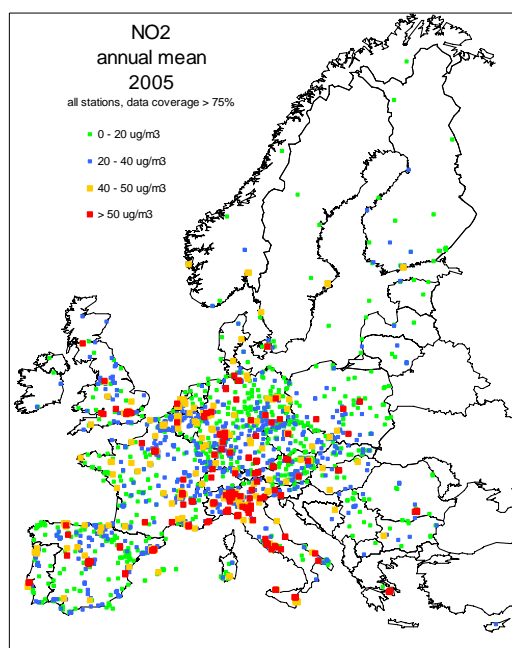 NO2
annual mean
2005
all stations, data coverage > 75%
0 - 20 ug/m3
20 - 40 ug/m3
40 - 50 ug/m3
> 50 ug/m3